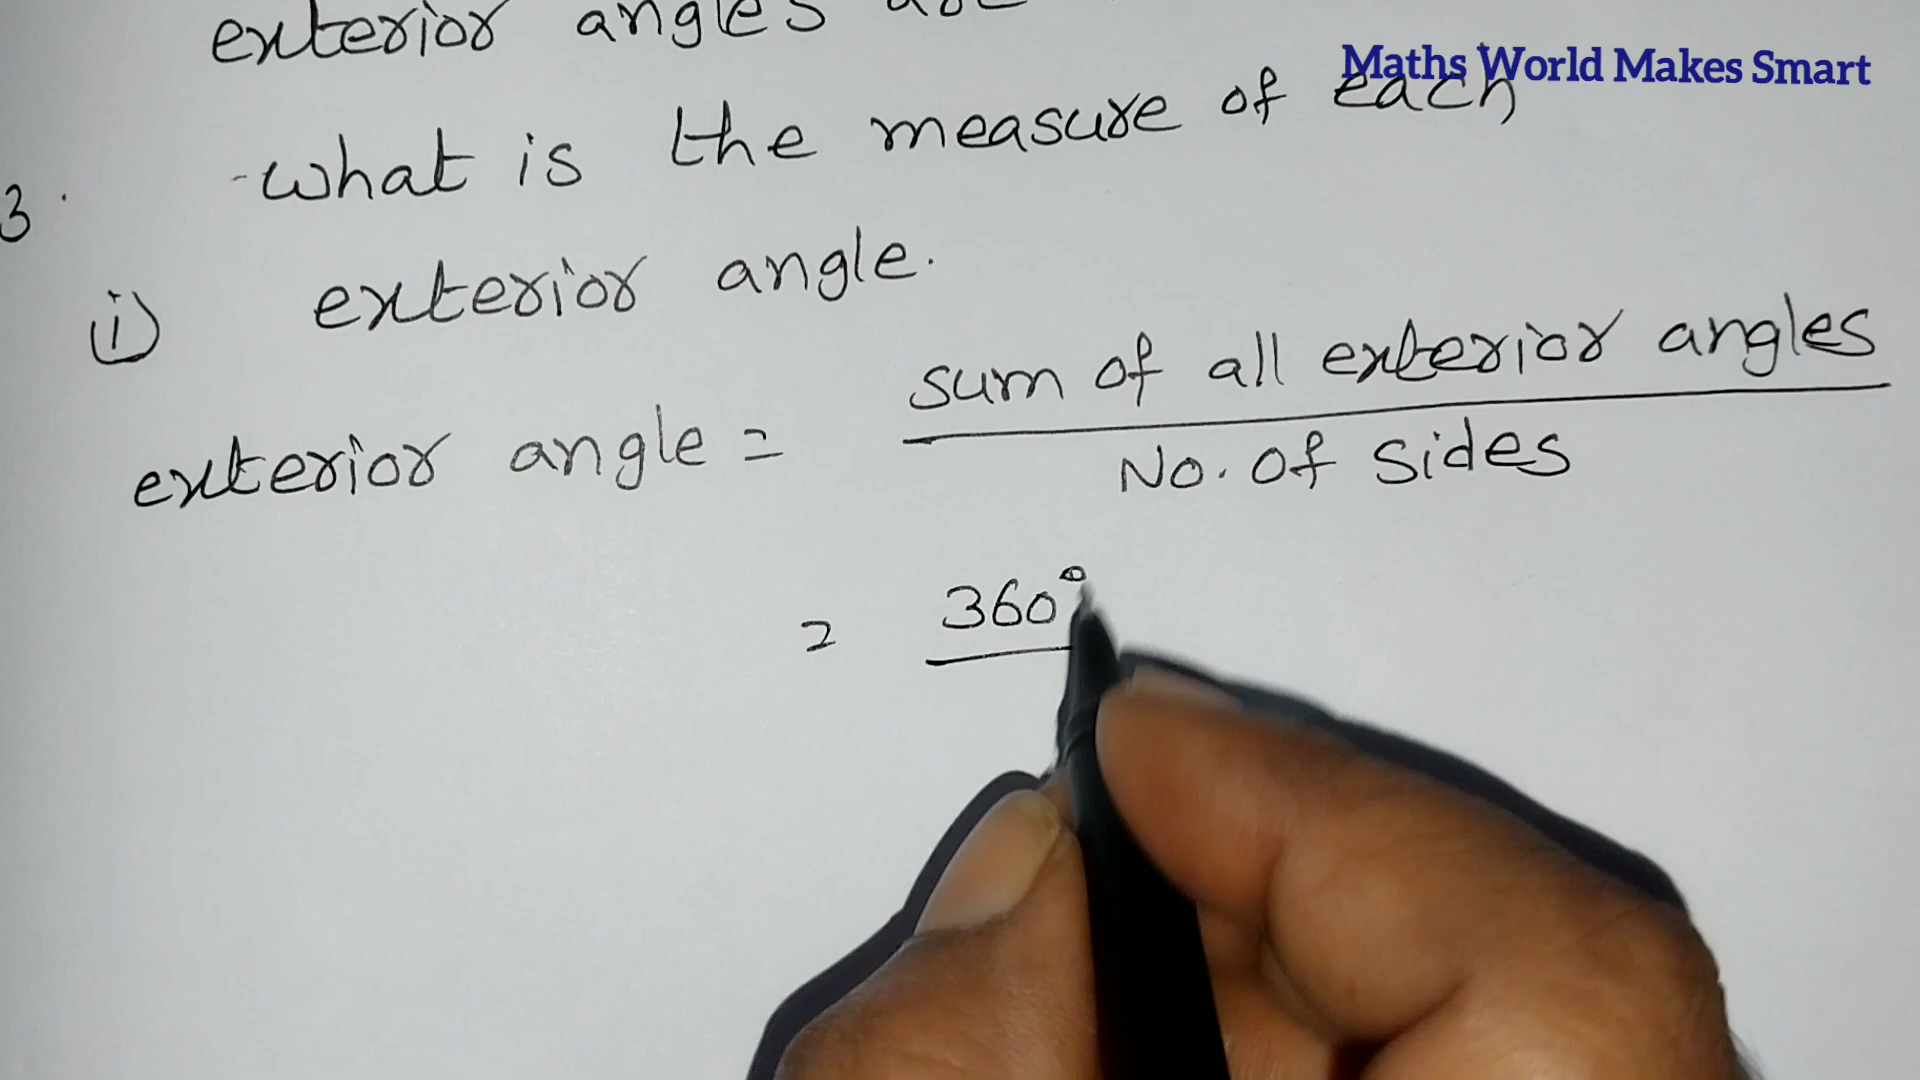 exterior angles are
Maths World Makes Smart
3. what is the measure of each
i) exterior angle.
exterior angle = sum of all exterior angles
No. of sides
= 360°